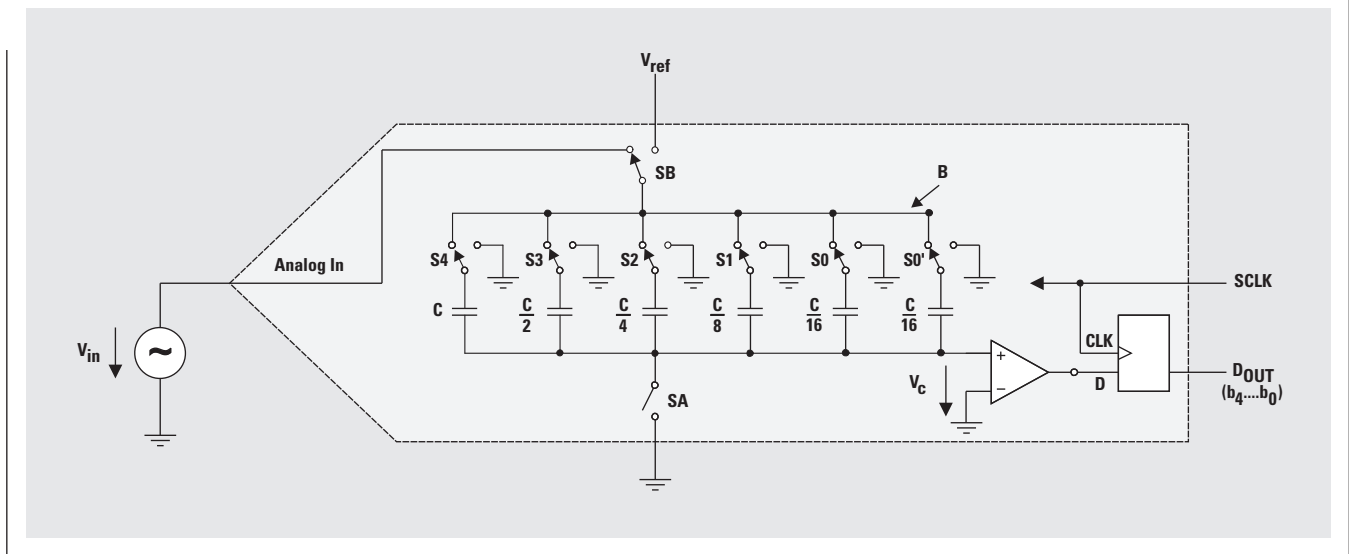 Vref
SB
B
S4
S3
S2
S1
S0
S0'
Analog In
SCLK
C
C
2
C
4
C
8
C
16
C
16
CLK
Vin
+
−
VC
D
DOUT
(b4....b0)
SA
~